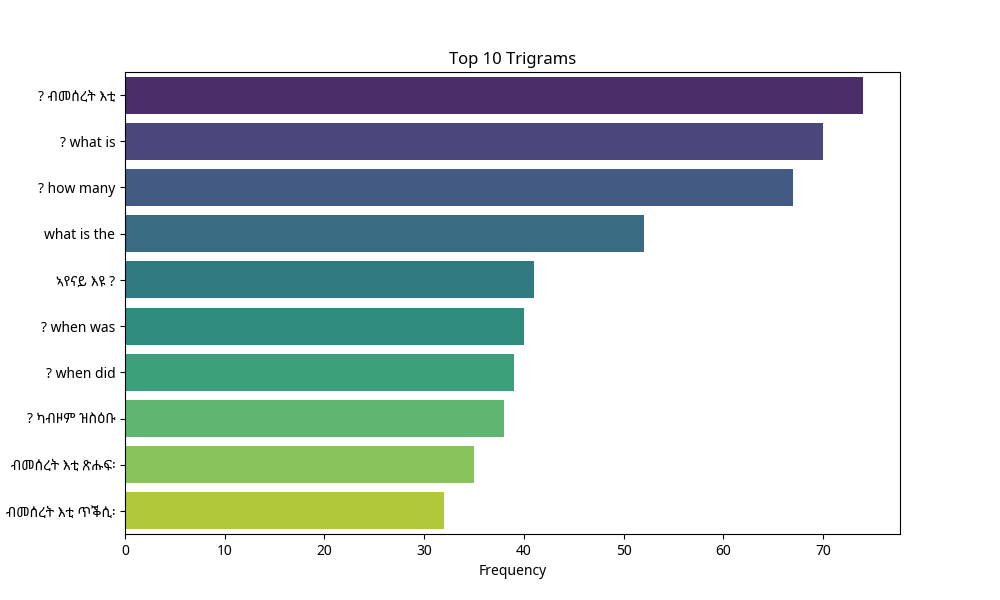 Top 10 Trigrams
? ብመሰረት እቲ
? what is
? how many
what is the
ኣየናይ እዩ ?
? when was
? when did
? ካብዞም ዝስዕቡ
ብመሰረት እቲ ጽሑፍ፡
ብመሰረት እቲ ጥቕሲ፡
0 10 20 30 40 50 60 70
Frequency